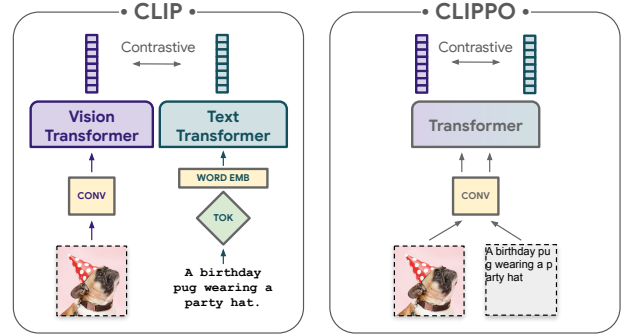 • CLIP •
Contrastive
Vision
Transformer
Text
Transformer
WORD EMB
CONV
TOK
A birthday
pug wearing a
party hat.
• CLIPPO •
Contrastive
Transformer
CONV
A birthday pu
g wearing a p
arty hat